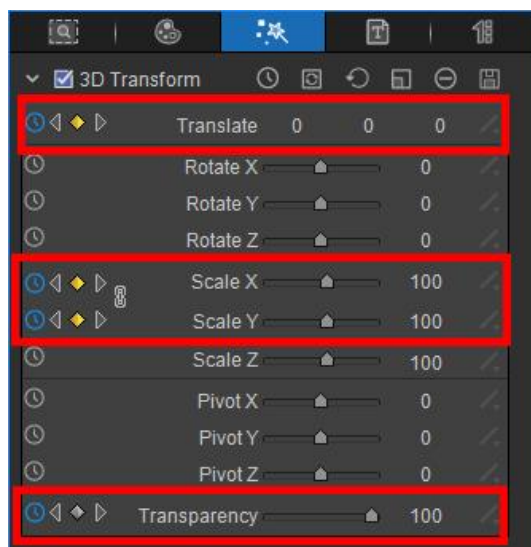 3D Transform
Translate 0 0 0
Rotate X 0
Rotate Y 0
Rotate Z 0
Scale X 100
Scale Y 100
Scale Z 100
Pivot X 0
Pivot Y 0
Pivot Z 0
Transparency 100